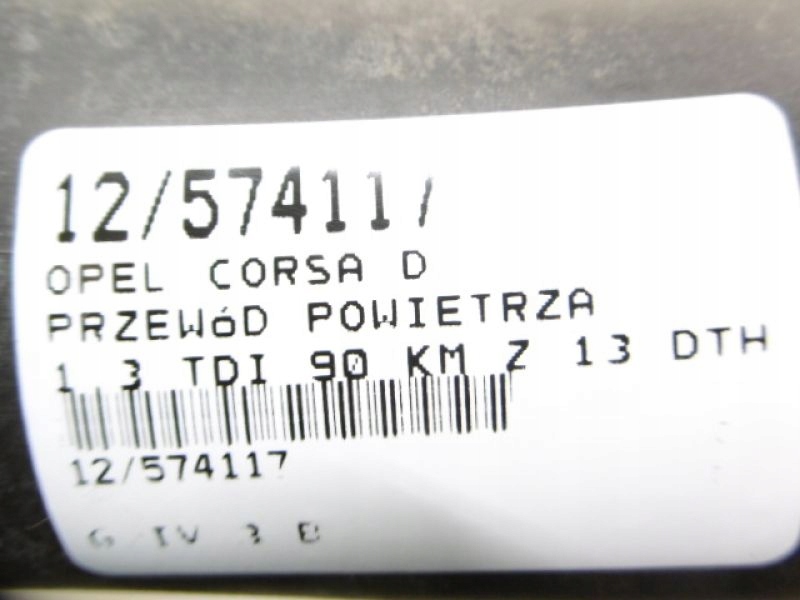 12/574117
OPEL CORSA D
PRZEWóD POWIETRZA
1.3 TDI 90 KM Z 13 DTH
12/574117
G IV 3 B